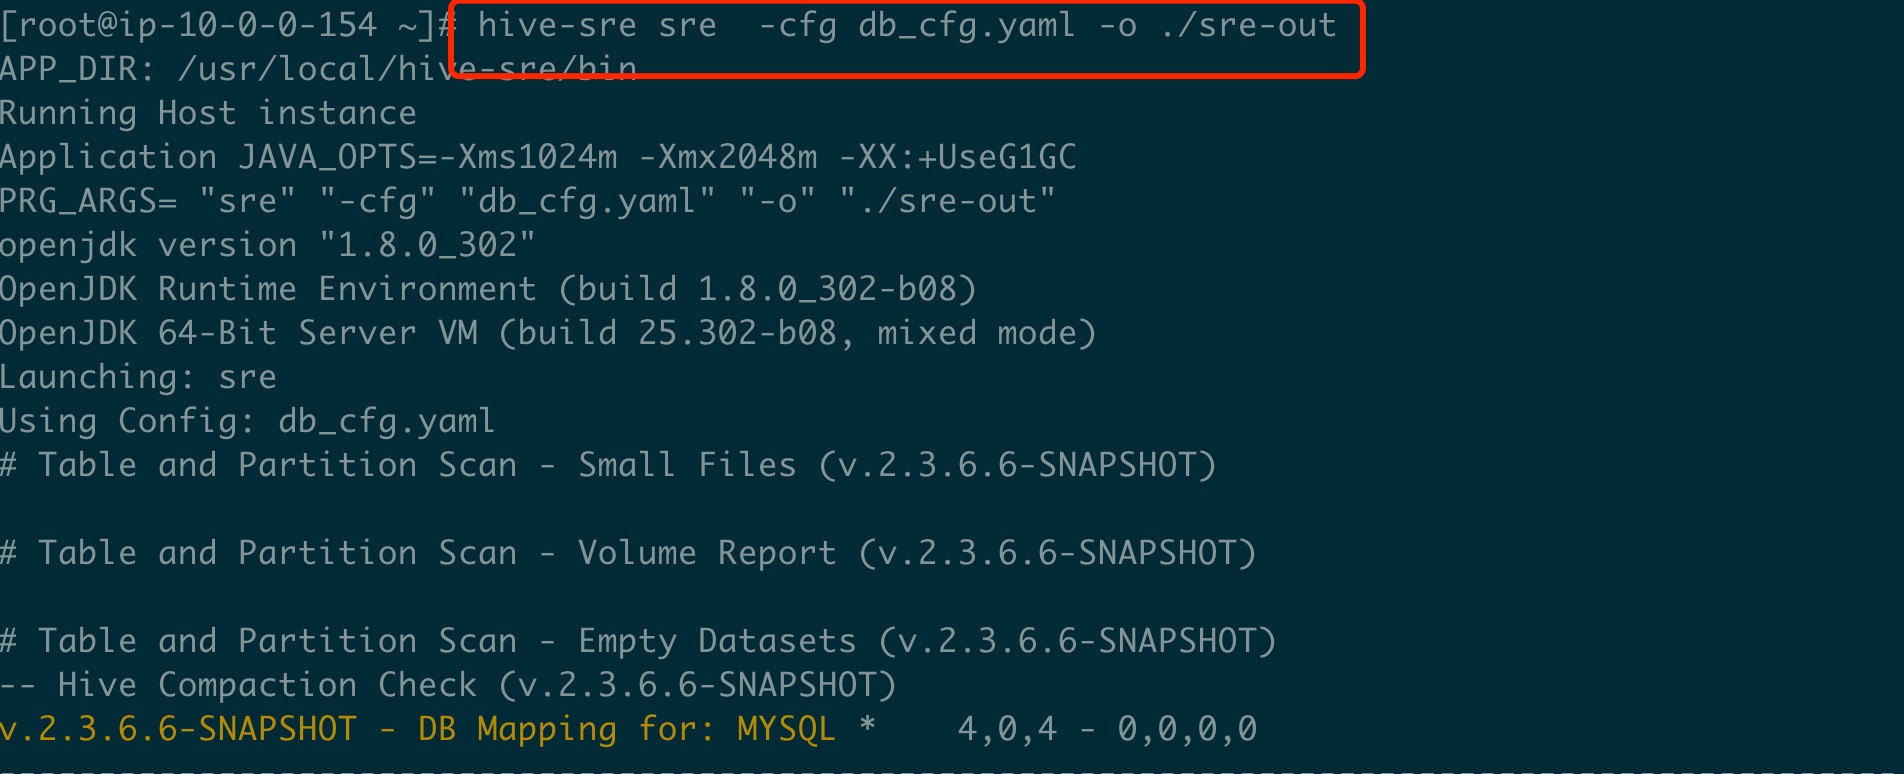 [root@ip-10-0-0-154 ~]# hive-sre sre  -cfg db_cfg.yaml -o ./sre-out
APP_DIR: /usr/local/hive-sre/bin
Running Host instance
Application JAVA_OPTS=-Xms1024m -Xmx2048m -XX:+UseG1GC
PRG_ARGS= "sre" "-cfg" "db_cfg.yaml" "-o" "./sre-out"
openjdk version "1.8.0_302"
OpenJDK Runtime Environment (build 1.8.0_302-b08)
OpenJDK 64-Bit Server VM (build 25.302-b08, mixed mode)
Launching: sre
Using Config: db_cfg.yaml
# Table and Partition Scan - Small Files (v.2.3.6.6-SNAPSHOT)
# Table and Partition Scan - Volume Report (v.2.3.6.6-SNAPSHOT)
# Table and Partition Scan - Empty Datasets (v.2.3.6.6-SNAPSHOT)
-- Hive Compaction Check (v.2.3.6.6-SNAPSHOT)
v.2.3.6.6-SNAPSHOT - DB Mapping for: MYSQL *    4,0,4 - 0,0,0,0